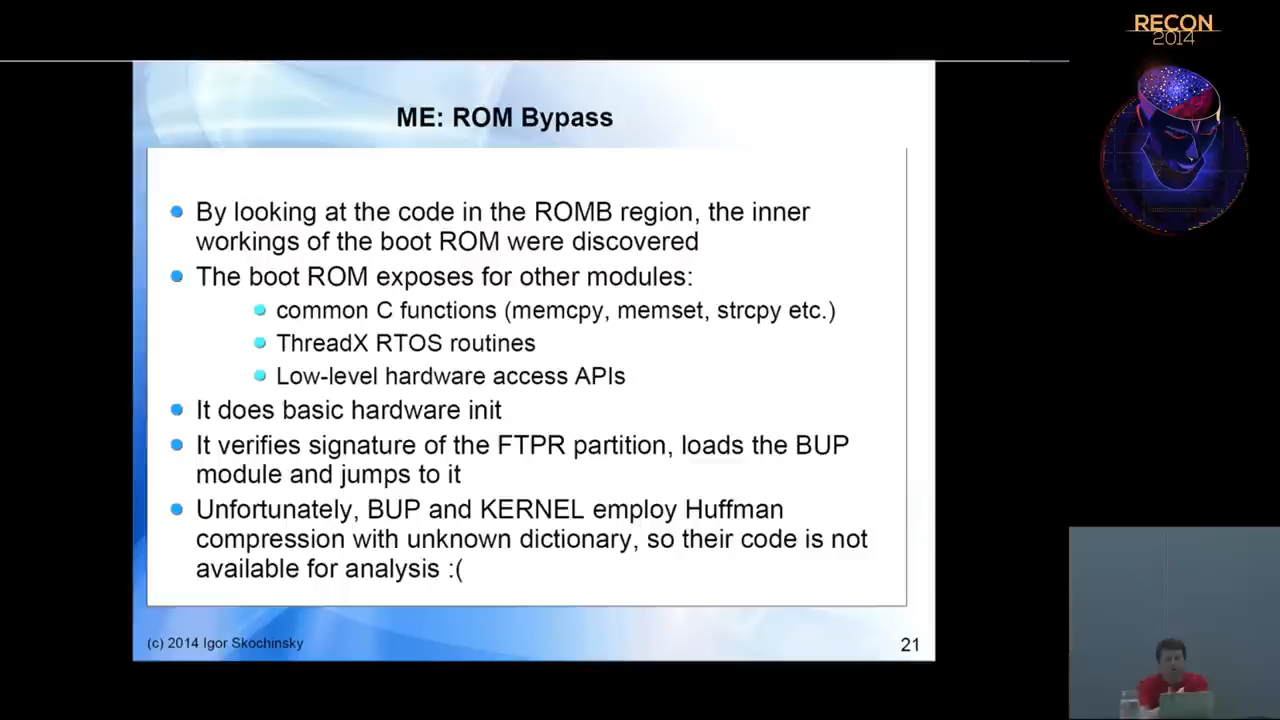 RECON
2014
ME: ROM Bypass
By looking at the code in the ROMB region, the inner
workings of the boot ROM were discovered
The boot ROM exposes for other modules:
common C functions (memcpy, memset, strcpy etc.)
ThreadX RTOS routines
Low-level hardware access APIs
It does basic hardware init
It verifies signature of the FTPR partition, loads the BUP
module and jumps to it
Unfortunately, BUP and KERNEL employ Huffman
compression with unknown dictionary, so their code is not
available for analysis :(
(c) 2014 Igor Skochinsky
21